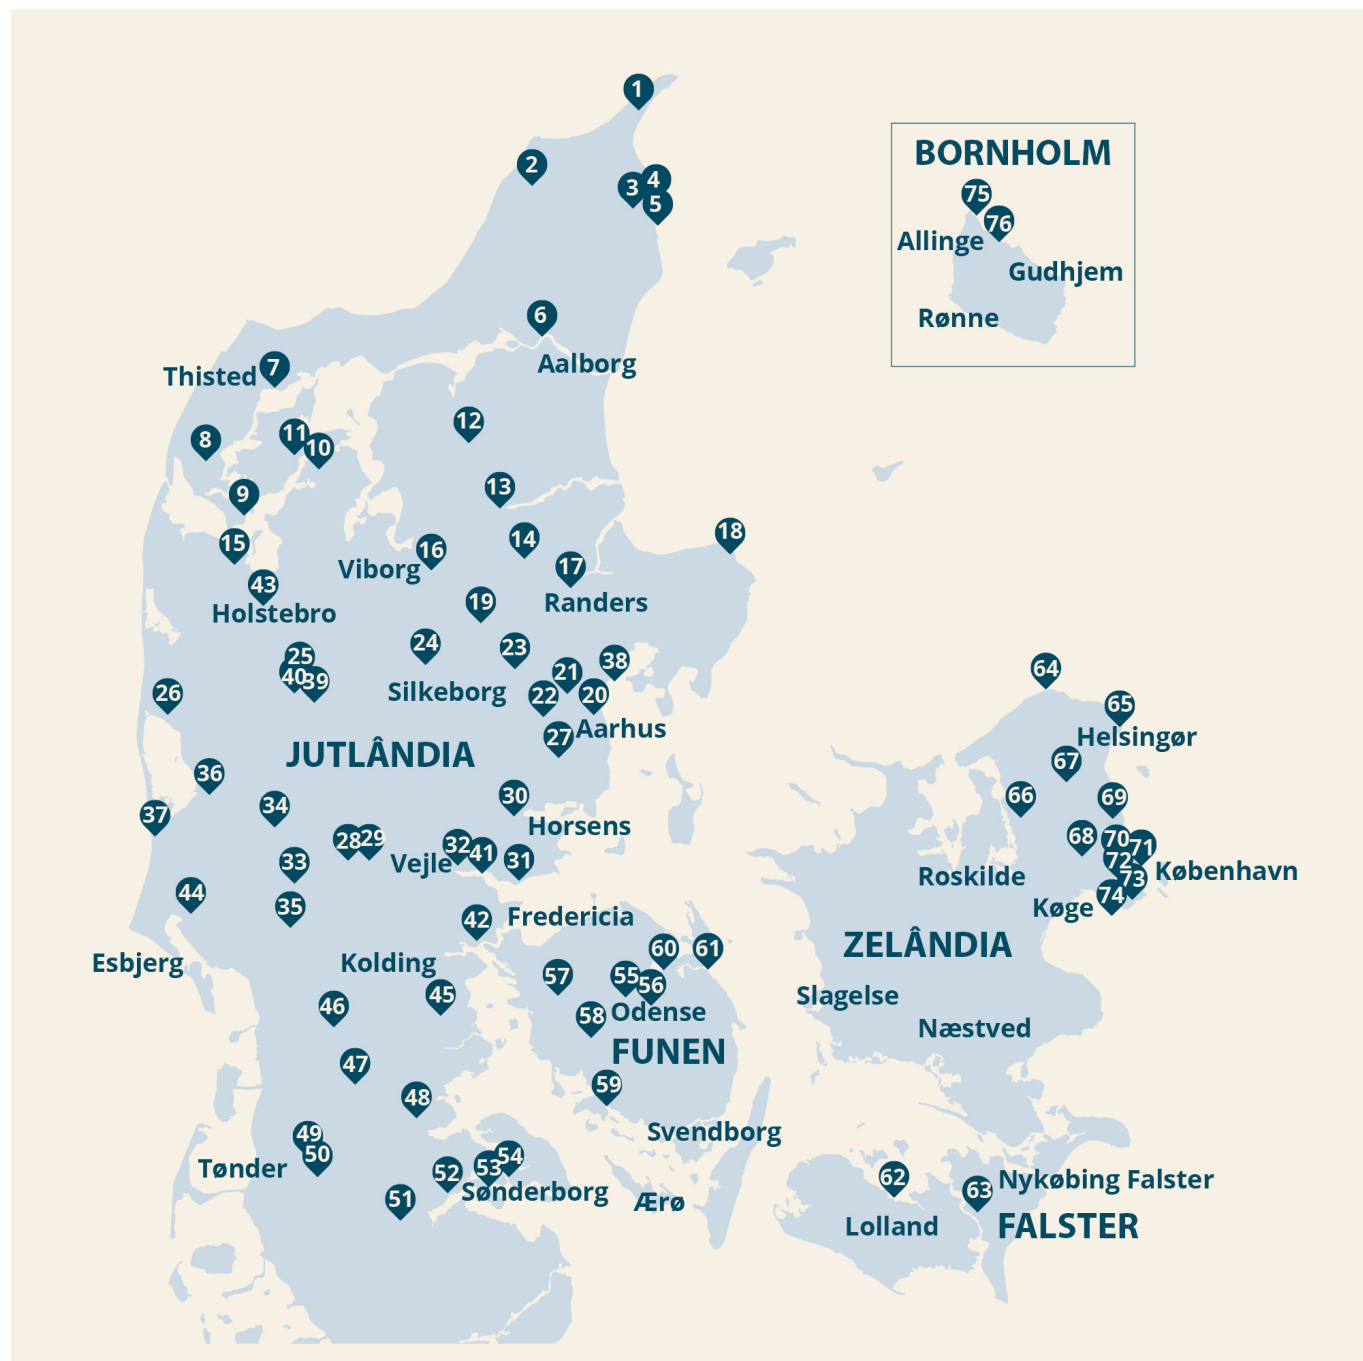 1
BORNHOLM
2
4
3
75
5
76
Allinge
Gudhjem
6
Rønne
Aalborg
7
Thisted
12
11
8
10
13
9
18
14
15
16
17
Viborg
43
19
Randers
Holstebro
24
23
25
38
64
21
40
39
26
Silkeborg
22
20
65
Aarhus
27
Helsingør
JUTLÂNDIA
67
36
30
66
69
34
37
Horsens
68
28
29
70
32
71
41
31
72
33
Vejle
Roskilde
København
73
44
74
35
Køge
42
Fredericia
60
61
ZELÂNDIA
Esbjerg
Kolding
57
55
56
45
Slagelse
46
58
Odense
Næstved
FUNEN
47
59
48
49
Svendborg
50
54
Tønder
53
52
62
Nykøbing Falster
63
51
Sønderborg
Ærø
Lolland
FALSTER